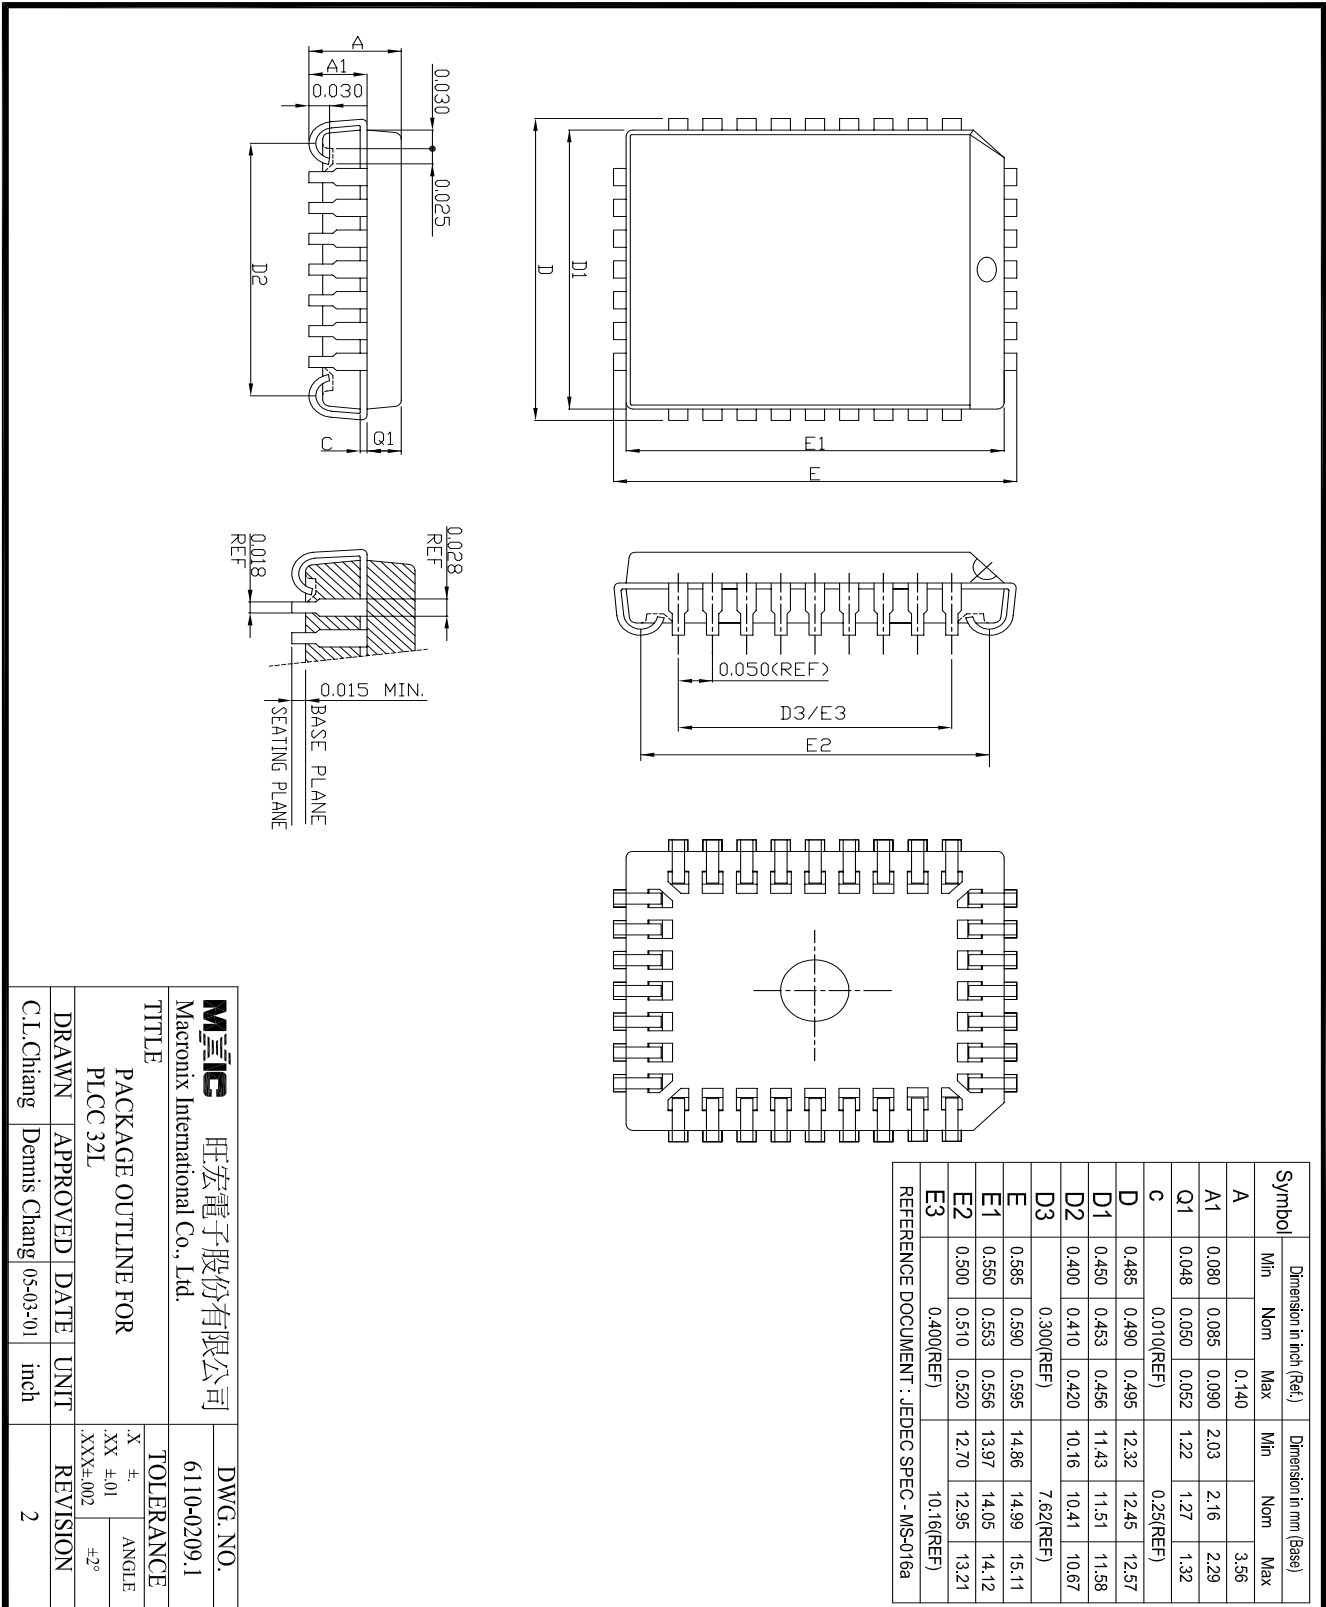 A
A1
0.030
0.030
0.025
D2
C
Q1
D
D1
E1
E
0.018
REF
0.028
REF
0.015 MIN.
BASE PLANE
SEATING PLANE
0.050(REF)
D3/E3
E2
Symbol Dimension in inch (Ref.) Dimension in mm (Base)
Min Nom Max Min Nom Max
A 0.140 3.56
A1 0.080 0.085 0.090 2.03 2.16 2.29
Q1 0.048 0.050 0.052 1.22 1.27 1.32
c 0.010(REF) 0.25(REF)
D 0.485 0.490 0.495 12.32 12.45 12.57
D1 0.450 0.453 0.456 11.43 11.51 11.58
D2 0.400 0.410 0.420 10.16 10.41 10.67
D3 0.300(REF) 7.62(REF)
E 0.585 0.590 0.595 14.86 14.99 15.11
E1 0.550 0.553 0.556 13.97 14.05 14.12
E2 0.500 0.510 0.520 12.70 12.95 13.21
E3 0.400(REF) 10.16(REF)
REFERENCE DOCUMENT : JEDEC SPEC - MS-016a
MXIC 旺宏電子股份有限公司
Macronix International Co., Ltd.
DWG. NO.
6110-0209.1
TITLE
PACKAGE OUTLINE FOR
PLCC 32L
TOLERANCE
.X ±.
.XX ±.01
.XXX±.002
ANGLE
±2°
DRAWN APPROVED DATE UNIT REVISION
C.L.Chiang Dennis Chang 05-03-'01 inch 2